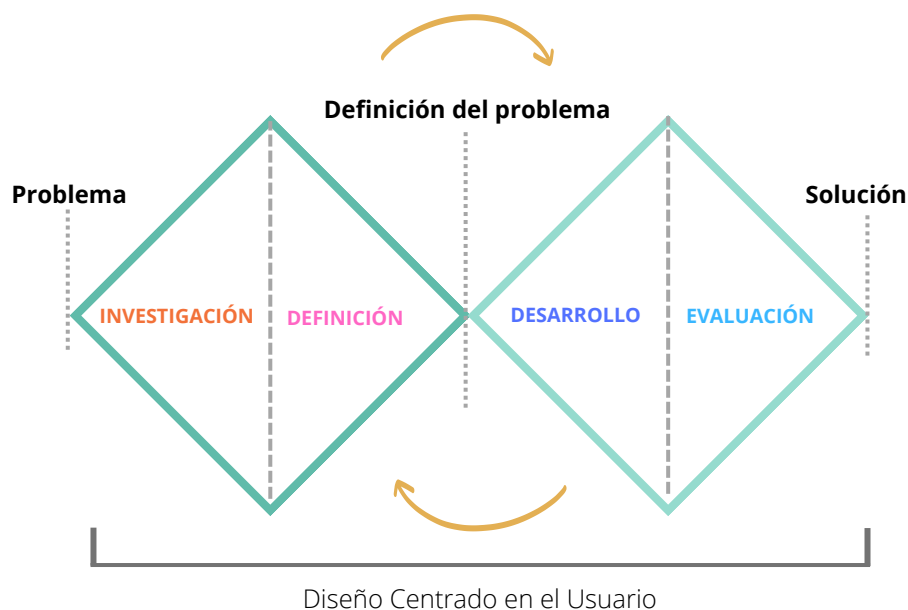 Definición del problema
Problema
Solución
INVESTIGACIÓN
DEFINICIÓN
DESARROLLO
EVALUACIÓN
Diseño Centrado en el Usuario